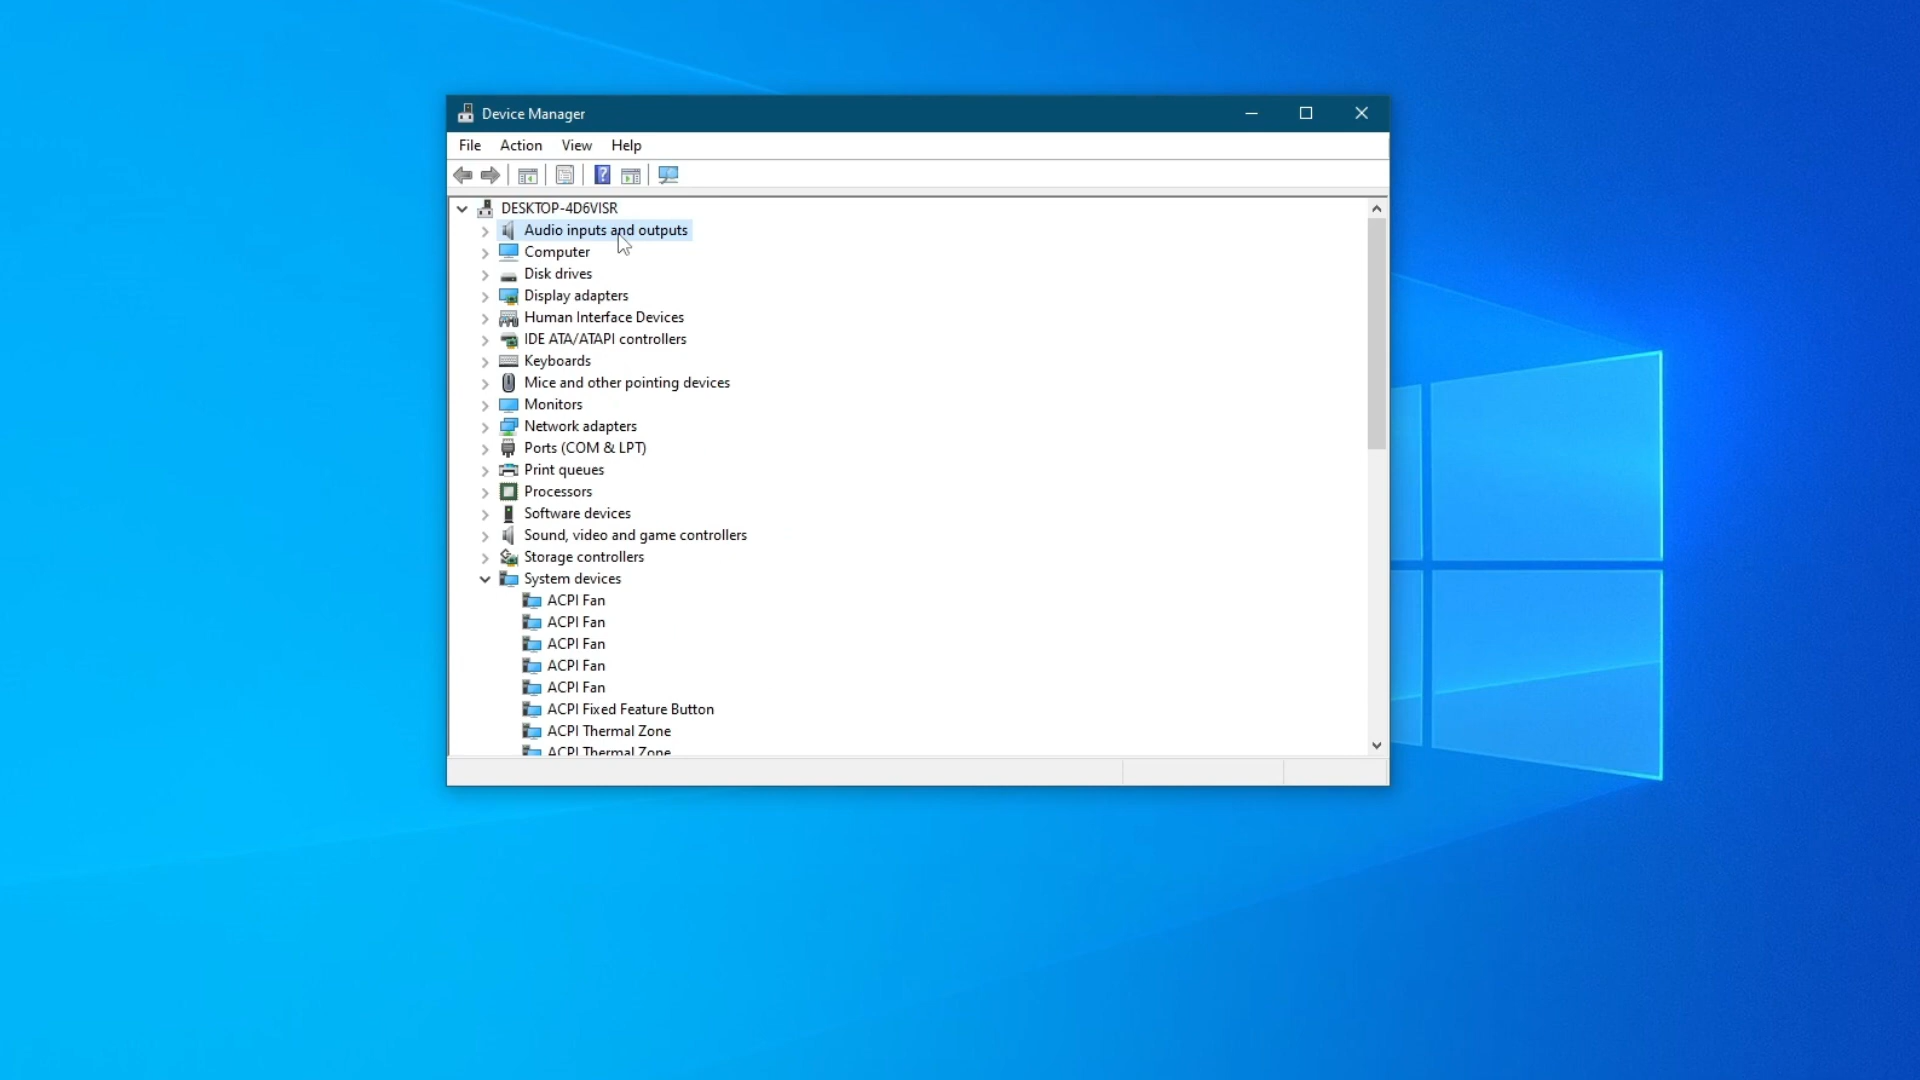 Device Manager
File Action View Help
DESKTOP-4D6VISR
Audio inputs and outputs
Computer
Disk drives
Display adapters
Human Interface Devices
IDE ATA/ATAPI controllers
Keyboards
Mice and other pointing devices
Monitors
Network adapters
Ports (COM & LPT)
Print queues
Processors
Software devices
Sound, video and game controllers
Storage controllers
System devices
ACPI Fan
ACPI Fan
ACPI Fan
ACPI Fan
ACPI Fan
ACPI Fixed Feature Button
ACPI Thermal Zone
ACPI Thermal Zone